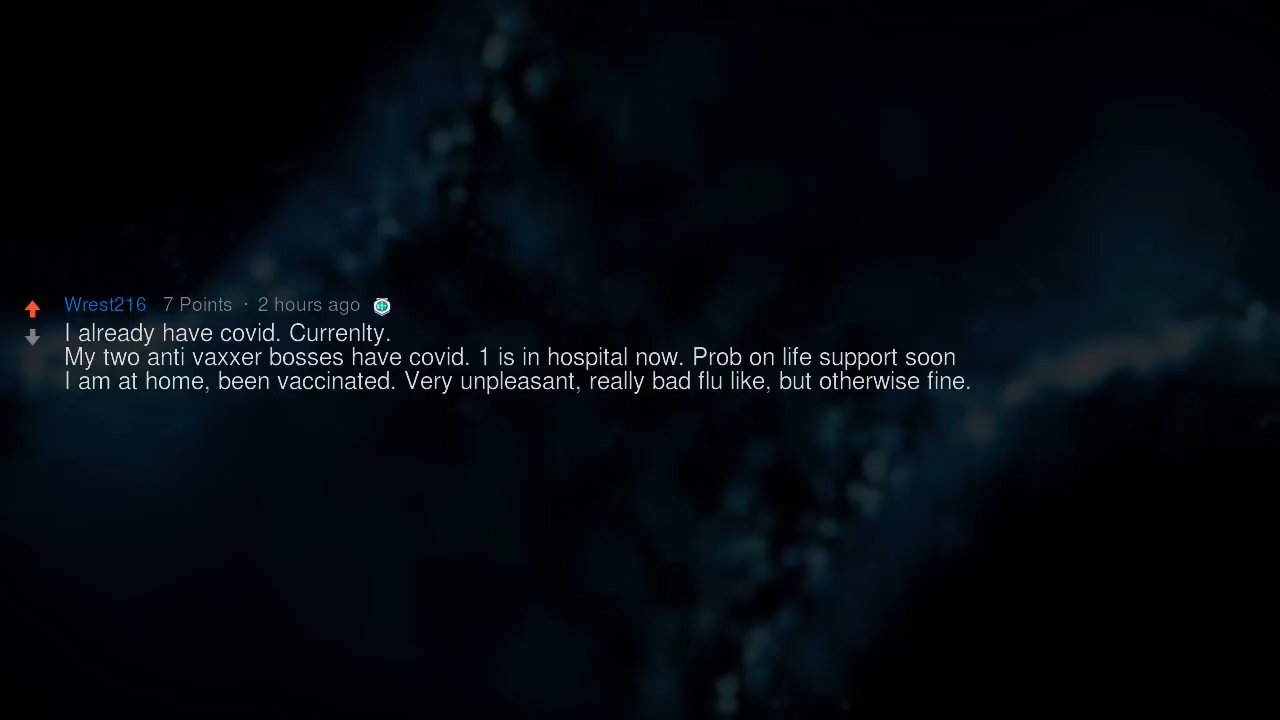 Wrest216 7 Points · 2 hours ago
I already have covid. Currenlty.
My two anti vaxxer bosses have covid. 1 is in hospital now. Prob on life support soon
I am at home, been vaccinated. Very unpleasant, really bad flu like, but otherwise fine.